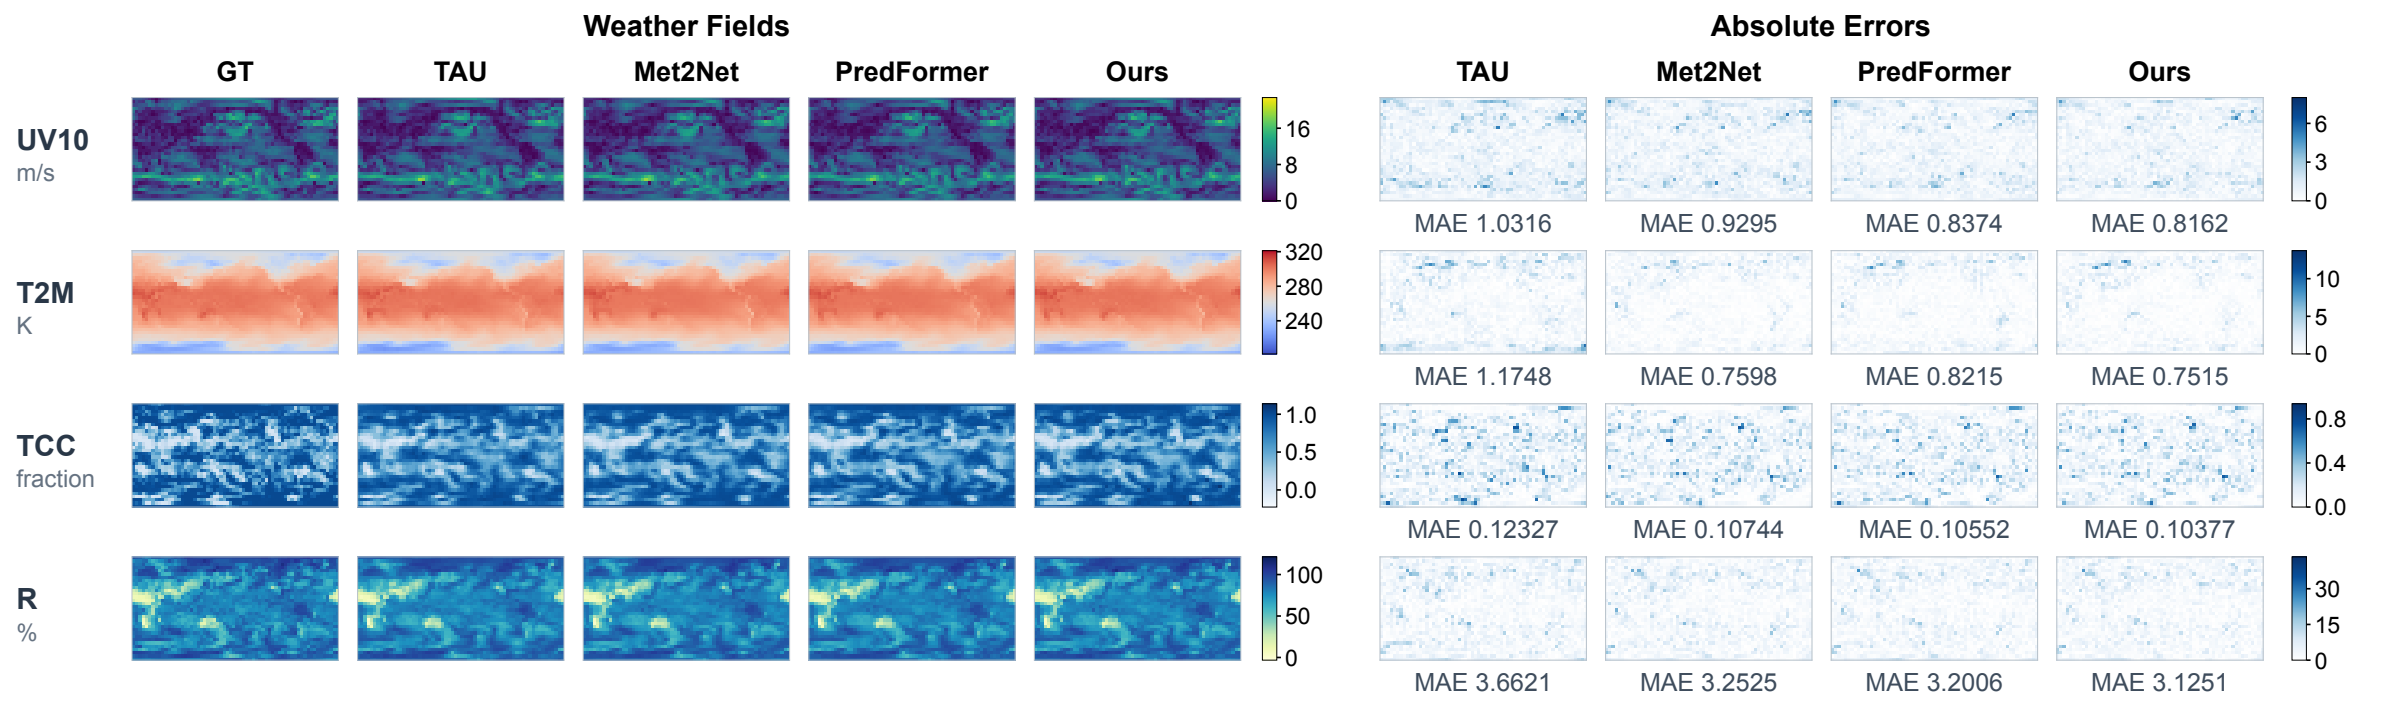 Weather Fields
Absolute Errors
GT TAU Met2Net PredFormer Ours
TAU Met2Net PredFormer Ours
UV10
m/s
16
8
0
6
3
0
MAE 1.0316 MAE 0.9295 MAE 0.8374 MAE 0.8162
T2M
K
320
280
240
10
5
0
MAE 1.1748 MAE 0.7598 MAE 0.8215 MAE 0.7515
TCC
fraction
1.0
0.5
0.0
0.8
0.4
0.0
MAE 0.12327 MAE 0.10744 MAE 0.10552 MAE 0.10377
R
%
100
50
0
30
15
0
MAE 3.6621 MAE 3.2525 MAE 3.2006 MAE 3.1251